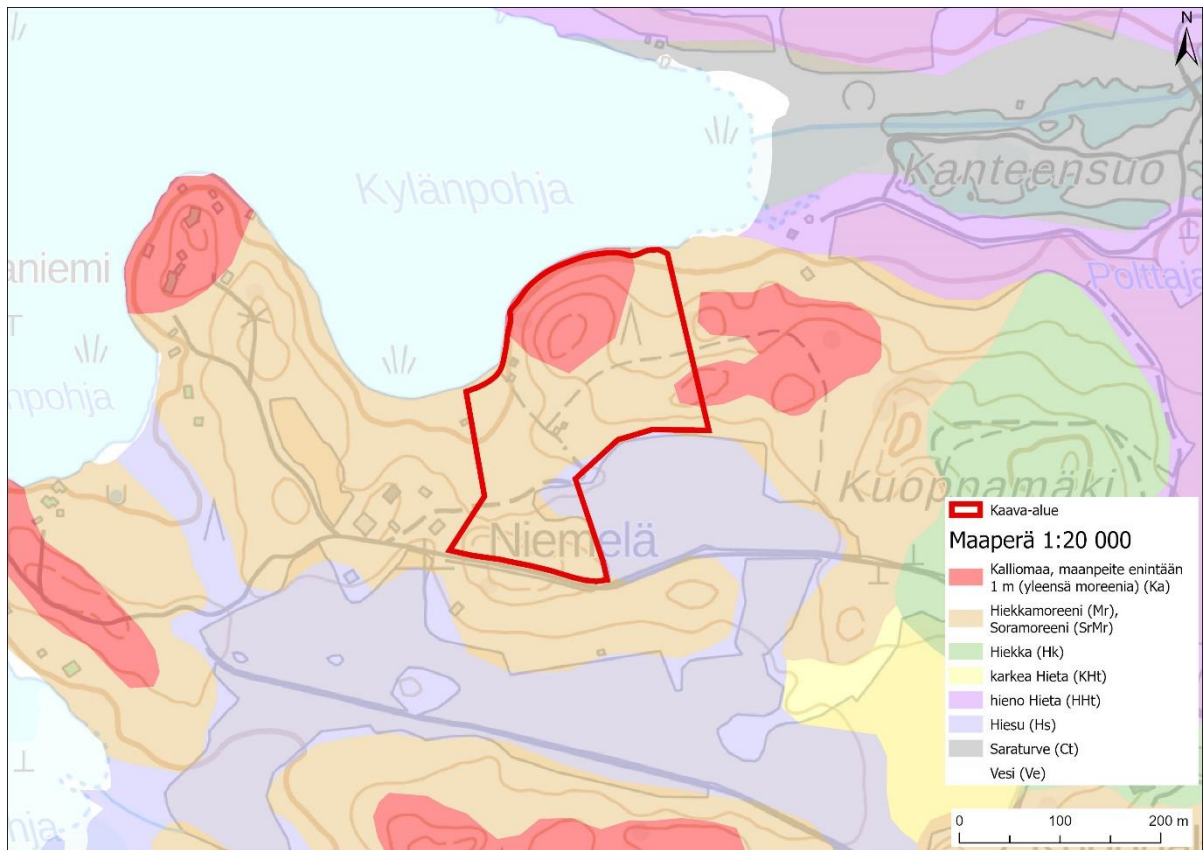 N
Kylänpohja
Kanteensuo
aniemi
Polttaja
npohja
Kuoppamäki
Niemelä
Kaava-alue
Maaperä 1:20 000
Kalliomaa, maanpeite enintään
1 m (yleensä moreenia) (Ka)
Hiekkamoreeni (Mr),
Soramoreeni (SrMr)
Hiekka (Hk)
karkea Hieta (KHt)
hieno Hieta (HHt)
Hiesu (Hs)
Saraturve (Ct)
Vesi (Ve)
0 100 200 m
nja